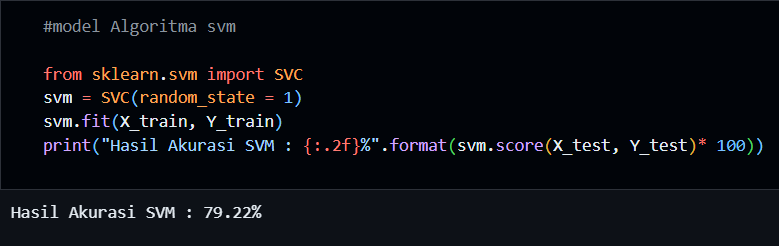 #model Algoritma svm
from sklearn.svm import SVC
svm = SVC(random_state = 1)
svm.fit(X_train, Y_train)
print("Hasil Akurasi SVM : {:.2f}%".format(svm.score(X_test, Y_test)* 100))
Hasil Akurasi SVM : 79.22%